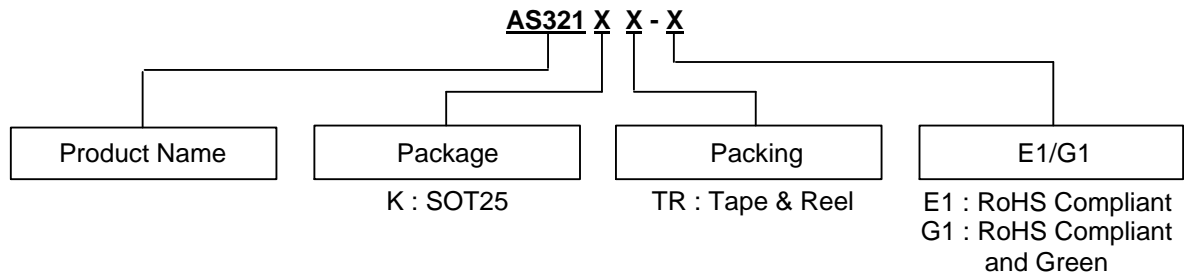 AS321 X X - X
Product Name
Package
Packing
E1/G1
K : SOT25
TR : Tape & Reel
E1 : RoHS Compliant
G1 : RoHS Compliant
and Green